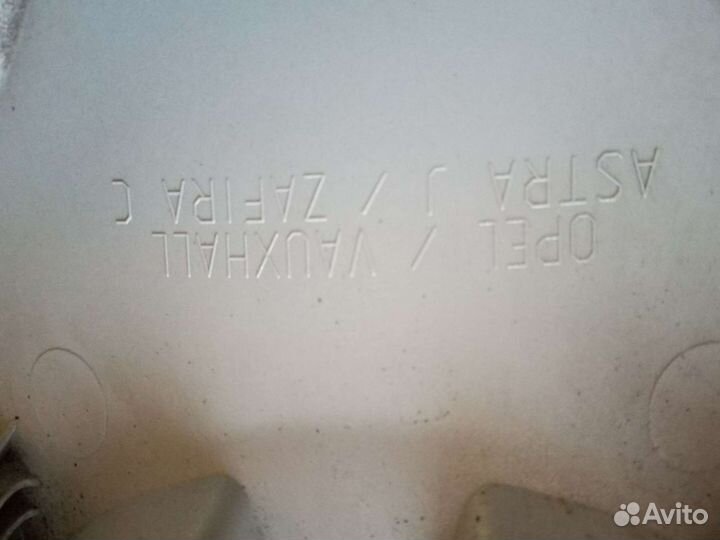 OPEL / VAUXHALL
ASTRA J / ZAFIRA C
Avito